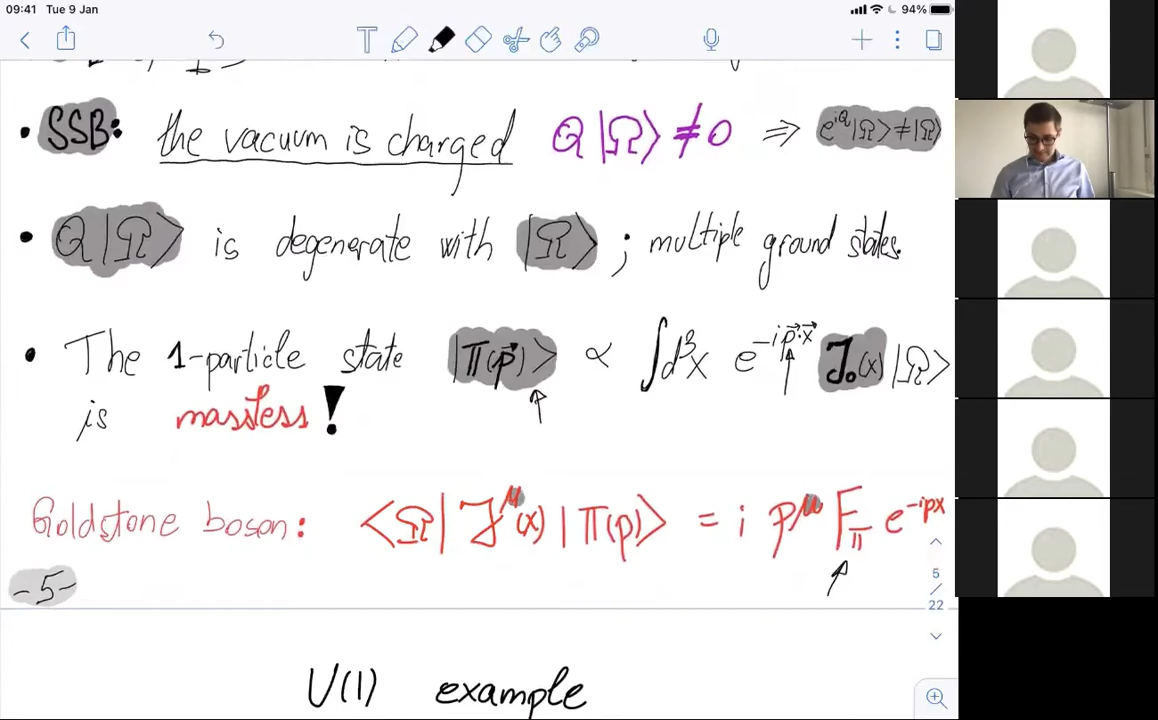 09:41 Tue 9 Jan 94%
• SSB: the vacuum is charged Q|Ω⟩≠0 ⇒ e^{iQ}|Ω⟩≠|Ω⟩
• Q|Ω⟩ is degenerate with |Ω⟩ ; multiple ground states.
• The 1-particle state |π(p⃗)⟩ ∝ ∫d³x e^{-ip⃗·x⃗} J₀(x)|Ω⟩
is massless!
Goldstone boson: ⟨Ω|J^μ(x)|π(p)⟩ = i p^μ F_π e^{-ipx}
-5-
5
/
22
U(1) example